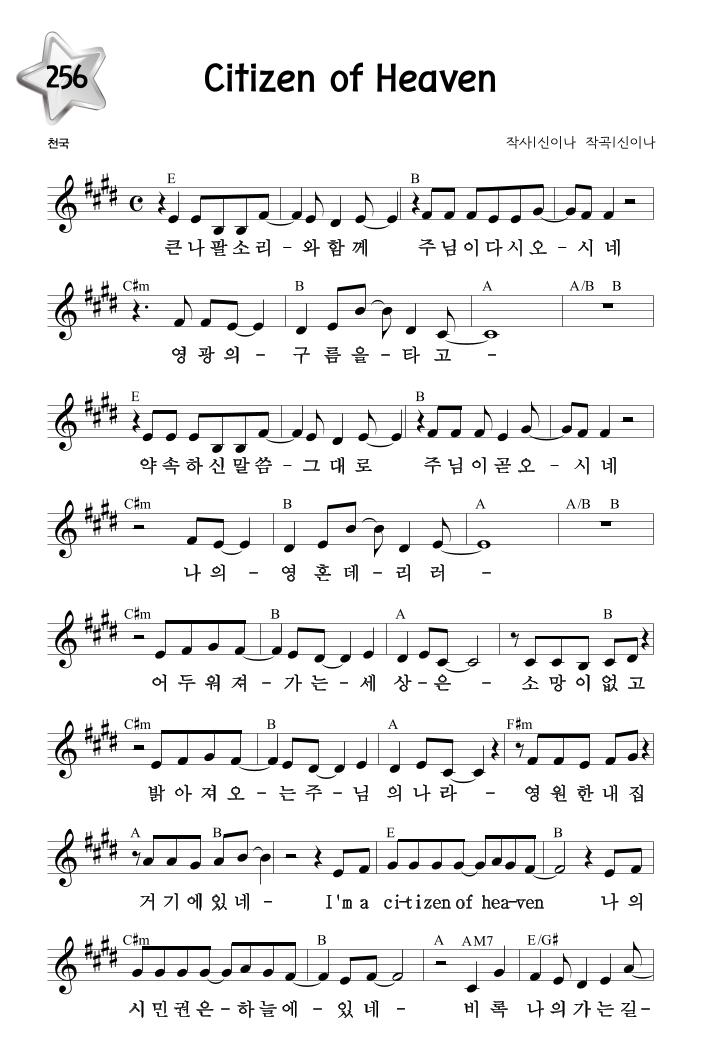 256
Citizen of Heaven
천국
작사|신이나 작곡|신이나
E B
큰나팔소리-와함께 주님이다시오-시네
C#m B A A/B B
영광의- 구름을-타고-
E B
약속하신말씀-그대로 주님이곧오-시네
C#m B A A/B B
나의- 영혼데-리러-
C#m B A B
어두워져-가는-세상-은- 소망이없고
C#m B A F#m
밝아져오-는주-님의나라- 영원한내집
A B E B
거기에있네- I'm a ci-tizen of hea-ven 나의
C#m B A AM7 E/G#
시민권은-하늘에-있네- 비록 나의가는길-